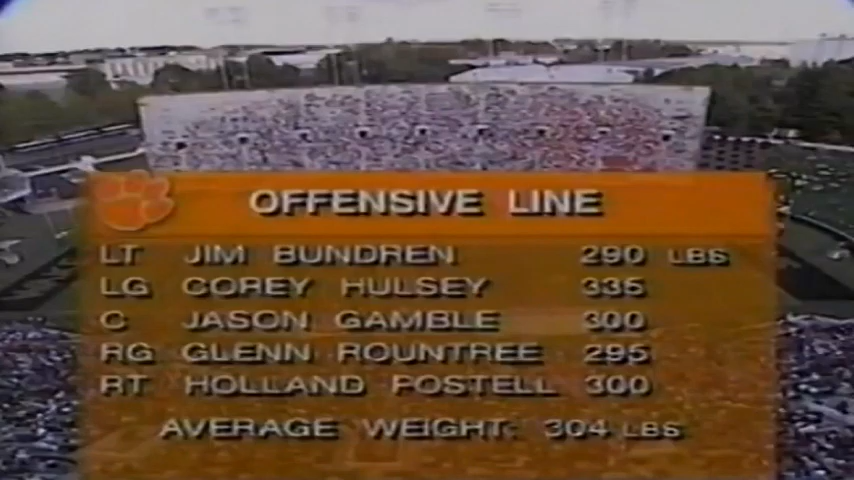 OFFENSIVE LINE
LT JIM BUNDREN 290 LBS
LG COREY HULSEY 335
C JASON GAMBLE 300
RG GLENN ROUNTREE 295
RT HOLLAND POSTELL 300
AVERAGE WEIGHT: 304 LBS